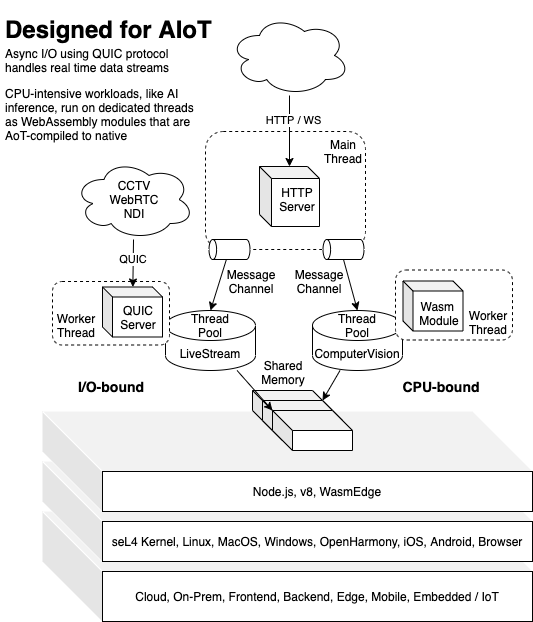 Designed for AIoT
Async I/O using QUIC protocol
handles real time data streams
CPU-intensive workloads, like AI
inference, run on dedicated threads
as WebAssembly modules that are
AoT-compiled to native
HTTP / WS
Main
Thread
HTTP
Server
CCTV
WebRTC
NDI
QUIC
Message
Channel
Message
Channel
Worker
Thread
QUIC
Server
Thread
Pool
LiveStream
Thread
Pool
ComputerVision
Wasm
Module
Worker
Thread
Shared
Memory
I/O-bound
CPU-bound
Node.js, v8, WasmEdge
seL4 Kernel, Linux, MacOS, Windows, OpenHarmony, iOS, Android, Browser
Cloud, On-Prem, Frontend, Backend, Edge, Mobile, Embedded / IoT